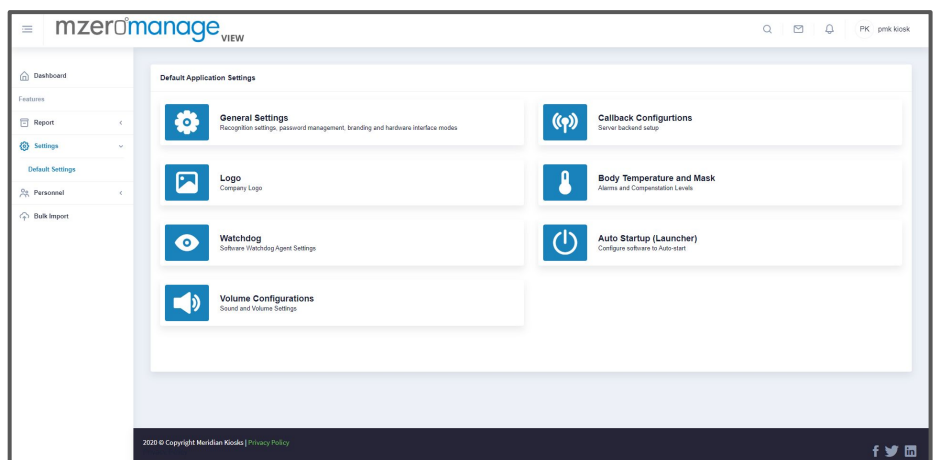 mzeromanage VIEW
PK pmk kiosk
Dashboard
Features
Report
Settings
Default Settings
Personnel
Bulk Import
Default Application Settings
General Settings
Recognition settings, password management, branding and hardware interface modes
Callback Configurtions
Server backend setup
Logo
Company Logo
Body Temperature and Mask
Alarms and Compenstation Levels
Watchdog
Software Watchdog Agent Settings
Auto Startup (Launcher)
Configure software to Auto-start
Volume Configurations
Sound and Volume Settings
2020 © Copyright Meridian Kiosks | Privacy Policy